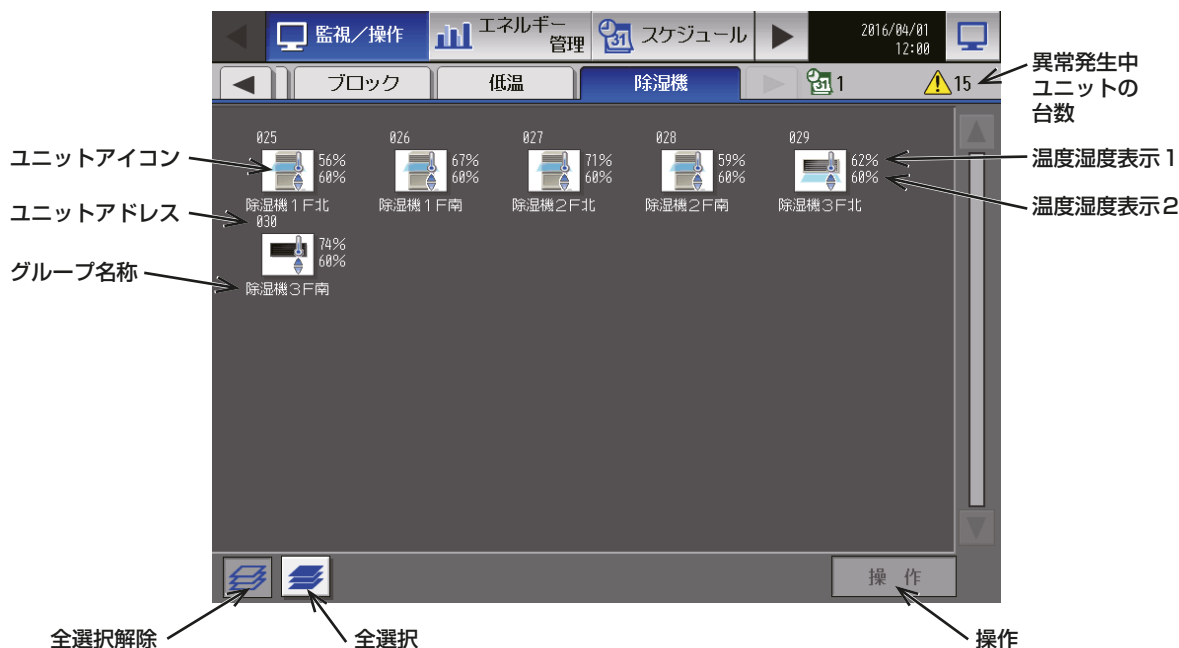 監視／操作
エネルギー
管理
スケジュール
2016/04/01
12:00
ブロック
低温
除湿機
31
1
15
異常発生中
ユニットの
台数
025
026
027
028
029
ユニットアイコン
56%
67%
71%
59%
62%
温度湿度表示1
60%
60%
60%
60%
60%
温度湿度表示2
除湿機1F北
除湿機1F南
除湿機2F北
除湿機2F南
除湿機3F北
ユニットアドレス
030
74%
60%
グループ名称
除湿機3F南
操 作
全選択解除
全選択
操作